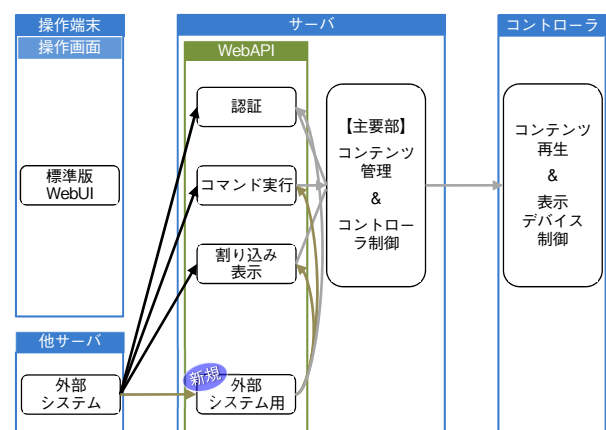 操作端末
操作画面
標準版
WebUI
他サーバ
外部
システム
サーバ
WebAPI
認証
コマンド実行
割り込み
表示
新規
外部
システム用
【主要部】
コンテンツ
管理
&
コントロー
ラ制御
コントローラ
コンテンツ
再生
&
表示
デバイス
制御